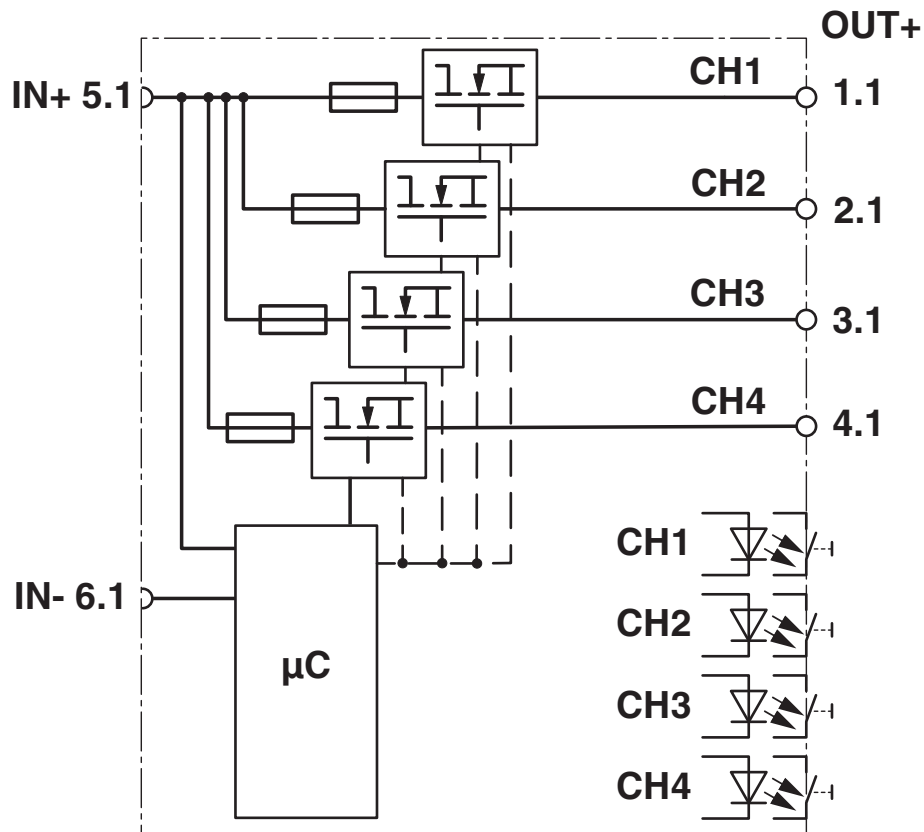 OUT+
IN+ 5.1
CH1
1.1
CH2
2.1
CH3
3.1
CH4
4.1
IN- 6.1
µC
CH1
CH2
CH3
CH4